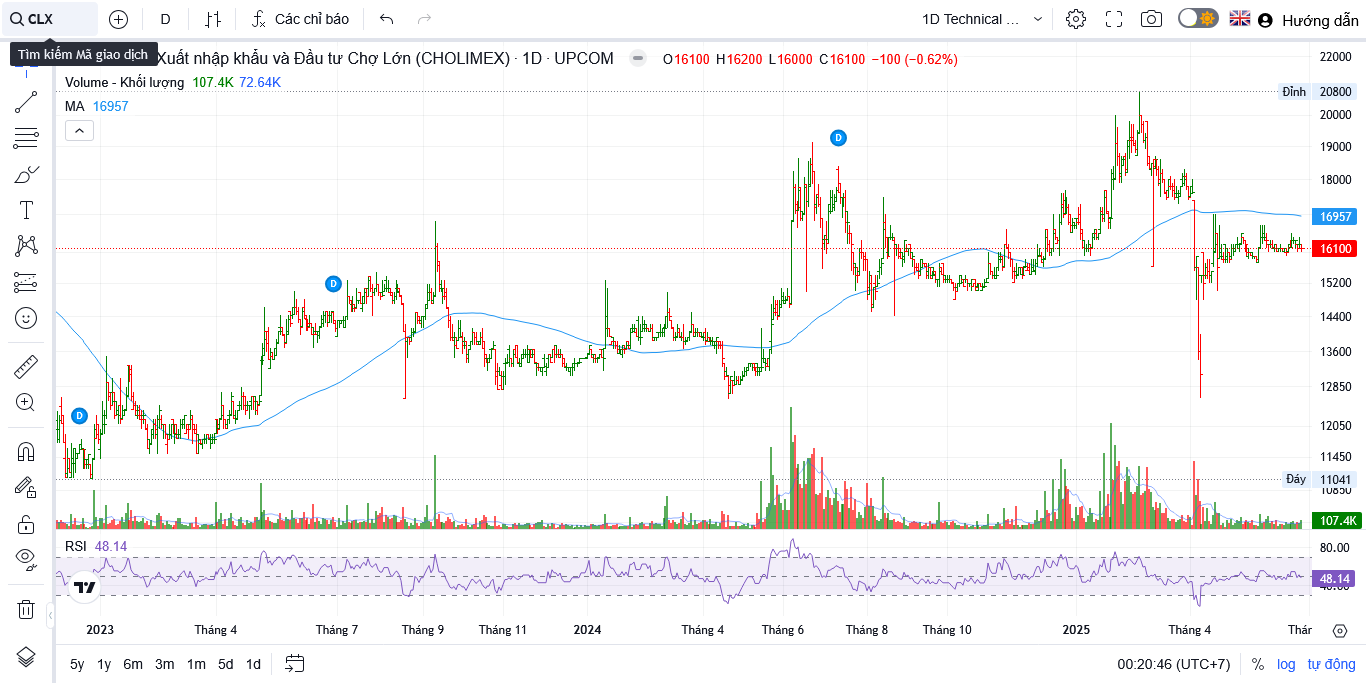 CLX
D
Các chỉ báo
1D Technical ...
Hướng dẫn
Tìm kiếm Mã giao dịch
Xuất nhập khẩu và Đầu tư Chợ Lớn (CHOLIMEX) · 1D · UPCOM
O16100 H16200 L16000 C16100 −100 (−0.62%)
Volume - Khối lượng 107.4K 72.64K
MA 16957
22000
Đỉnh 20800
20000
19000
18000
16957
16100
15200
14400
13600
12850
12050
11450
Đáy 11041
10850
107.4K
D
D
D
RSI 48.14
80.00
48.14
40.00
2023
Tháng 4
Tháng 7
Tháng 9
Tháng 11
2024
Tháng 4
Tháng 6
Tháng 8
Tháng 10
2025
Tháng 4
Thár
5y 1y 6m 3m 1m 5d 1d
00:20:46 (UTC+7)
% log tự động